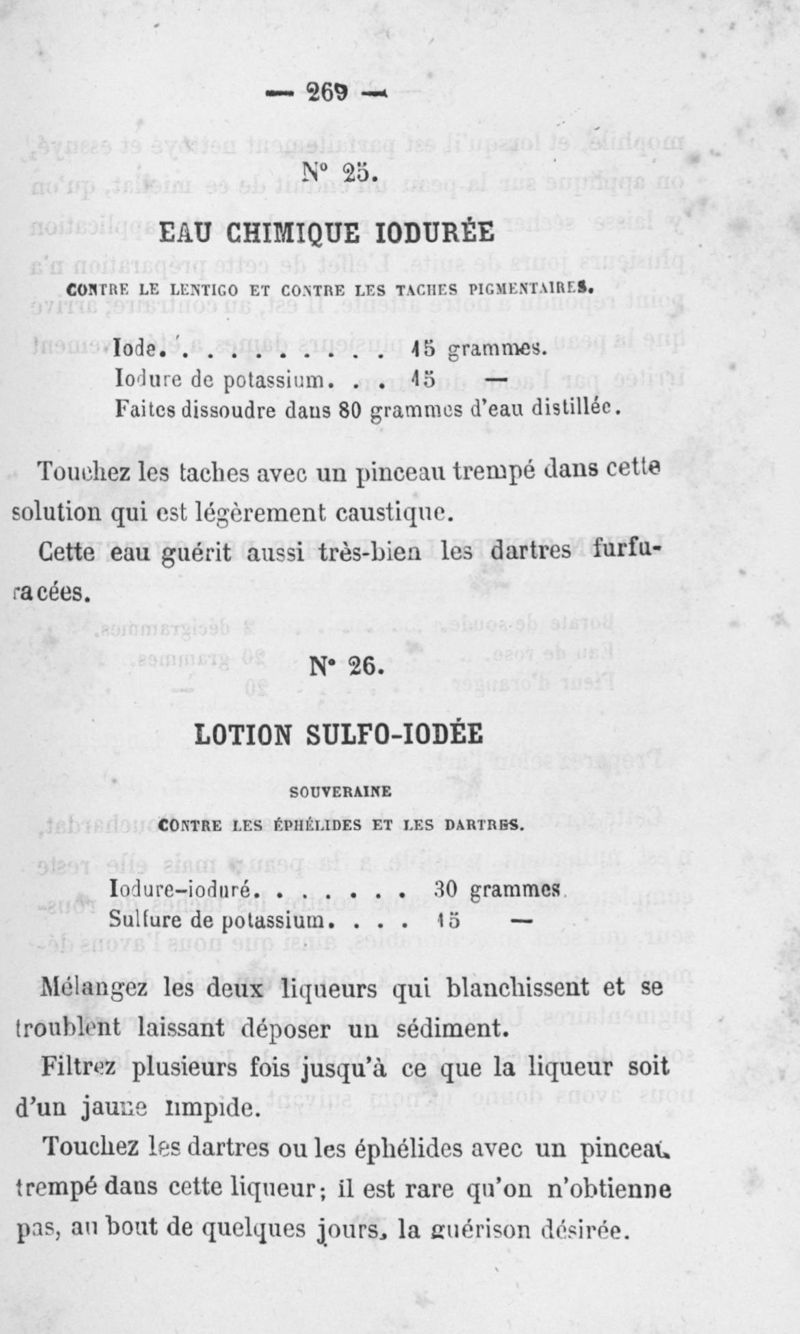 — 269 —
N° 25.
EAU CHIMIQUE IODURÉE
CONTRE LE LENTIGO ET CONTRE LES TACHES PIGMENTAIRES.
Iode. . . . . . . . . . . 15 grammes.
Iodure de potassium. . . 15 —
Faites dissoudre dans 80 grammes d'eau distillée.
Touchez les taches avec un pinceau trempé dans cette
solution qui est légèrement caustique.
Cette eau guérit aussi très-bien les dartres furfu-
racées.
N° 26.
LOTION SULFO-IODÉE
SOUVERAINE
CONTRE LES ÉPHÉLIDES ET LES DARTRES.
Iodure-ioduré. . . . . . . 30 grammes.
Sulfure de potassium. . . . 15 —
Mélangez les deux liqueurs qui blanchissent et se
troublent laissant déposer un sédiment.
Filtrez plusieurs fois jusqu'à ce que la liqueur soit
d'un jaune limpide.
Touchez les dartres ou les éphélides avec un pinceau
trempé dans cette liqueur; il est rare qu'on n'obtienne
pas, au bout de quelques jours, la guérison désirée.